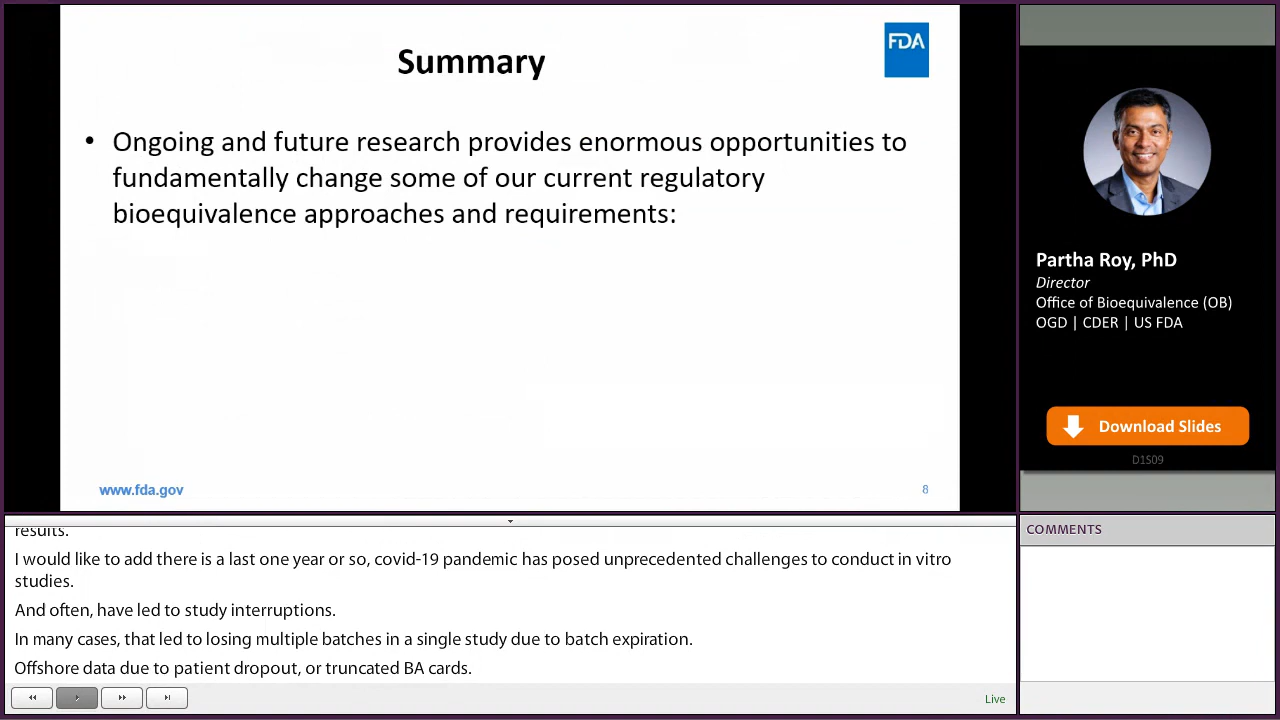 Summary
FDA
• Ongoing and future research provides enormous opportunities to
fundamentally change some of our current regulatory
bioequivalence approaches and requirements:
www.fda.gov
8
Partha Roy, PhD
Director
Office of Bioequivalence (OB)
OGD | CDER | US FDA
Download Slides
D1S09
results.
I would like to add there is a last one year or so, covid-19 pandemic has posed unprecedented challenges to conduct in vitro
studies.
And often, have led to study interruptions.
In many cases, that led to losing multiple batches in a single study due to batch expiration.
Offshore data due to patient dropout, or truncated BA cards.
Live
COMMENTS